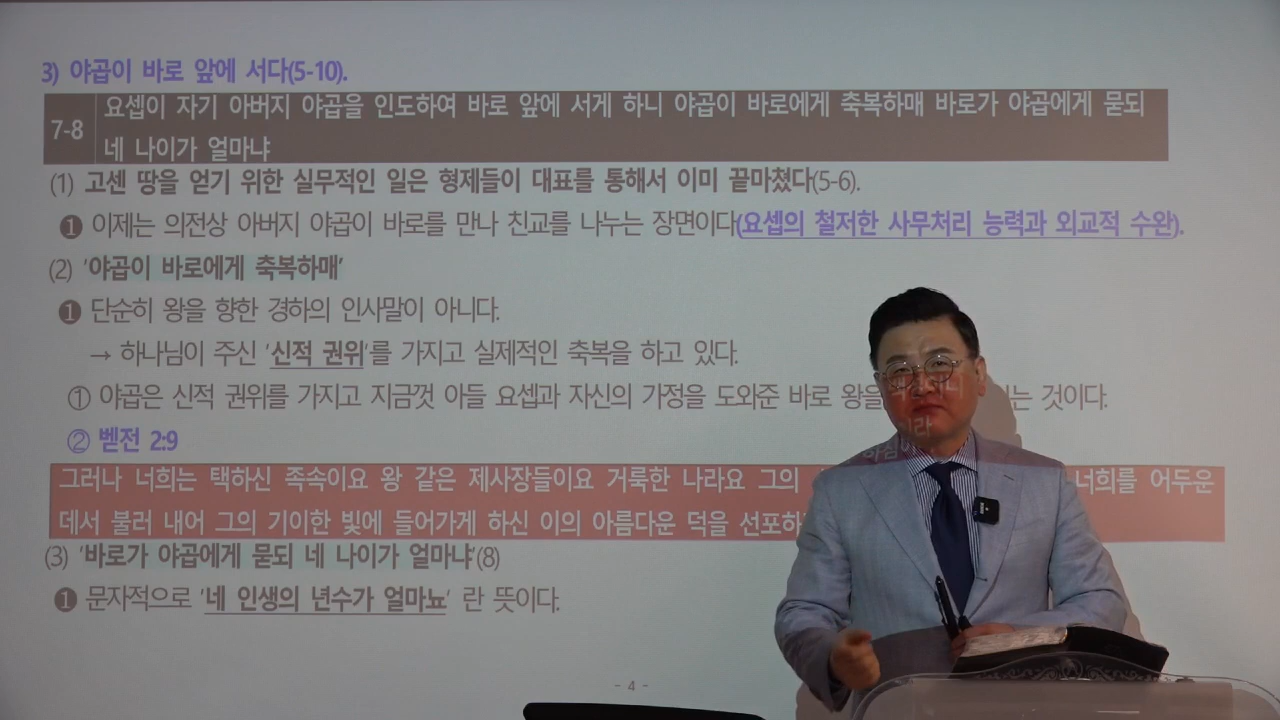 3) 야곱이 바로 앞에 서다(5-10).
요셉이 자기 아버지 야곱을 인도하여 바로 앞에 서게 하니 야곱이 바로에게 축복하매 바로가 야곱에게 묻되
7-8
네 나이가 얼마냐
(1) 고센 땅을 얻기 위한 실무적인 일은 형제들이 대표를 통해서 이미 끝마쳤다(5-6).
❶ 이제는 의전상 아버지 야곱이 바로를 만나 친교를 나누는 장면이다(요셉의 철저한 사무처리 능력과 외교적 수완).
(2) '야곱이 바로에게 축복하매'
❶ 단순히 왕을 향한 경하의 인사말이 아니다.
→ 하나님이 주신 '신적 권위'를 가지고 실제적인 축복을 하고 있다.
① 야곱은 신적 권위를 가지고 지금껏 아들 요셉과 자신의 가정을 도와준 바로 왕을 는 것이다.
② 벧전 2:9
그러나 너희는 택하신 족속이요 왕 같은 제사장들이요 거룩한 나라요 그의 너희를 어두운
데서 불러 내어 그의 기이한 빛에 들어가게 하신 이의 아름다운 덕을 선포하 하심이라
(3) '바로가 야곱에게 묻되 네 나이가 얼마냐'(8)
❶ 문자적으로 '네 인생의 년수가 얼마뇨' 란 뜻이다.
- 4 -